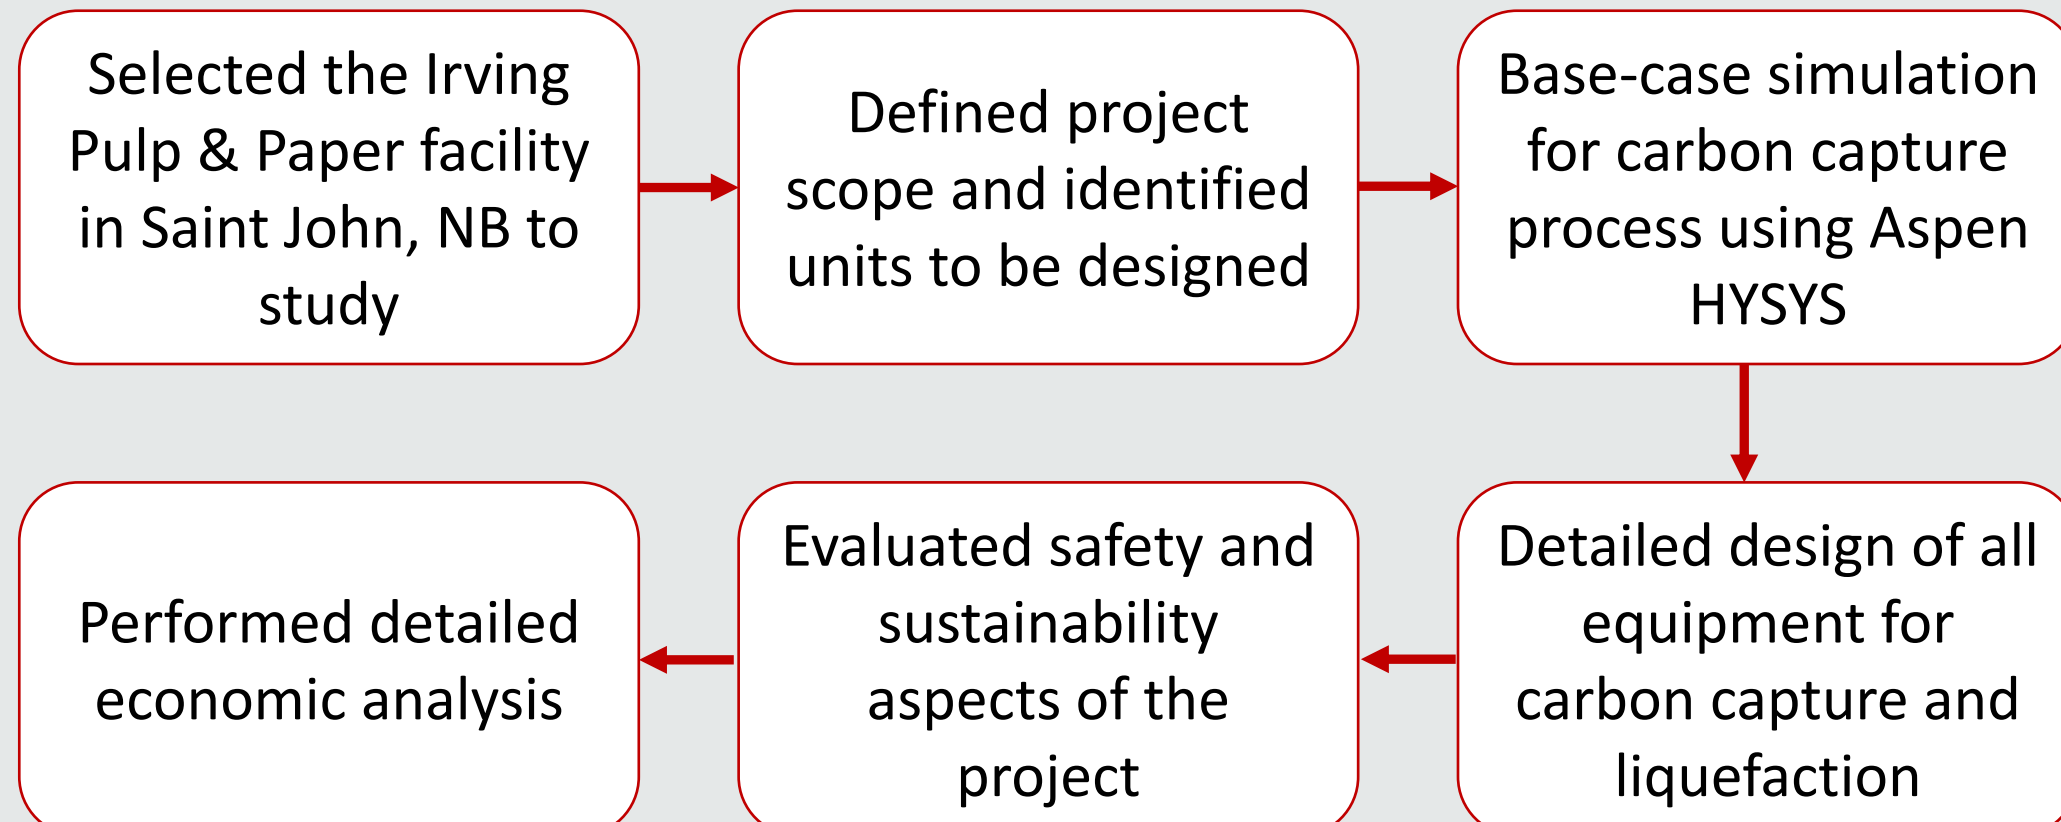 Selected the Irving
Pulp & Paper facility
in Saint John, NB to
study
Defined project
scope and identified
units to be designed
Base-case simulation
for carbon capture
process using Aspen
HYSYS
Detailed design of all
equipment for
carbon capture and
liquefaction
Evaluated safety and
sustainability
aspects of the
project
Performed detailed
economic analysis